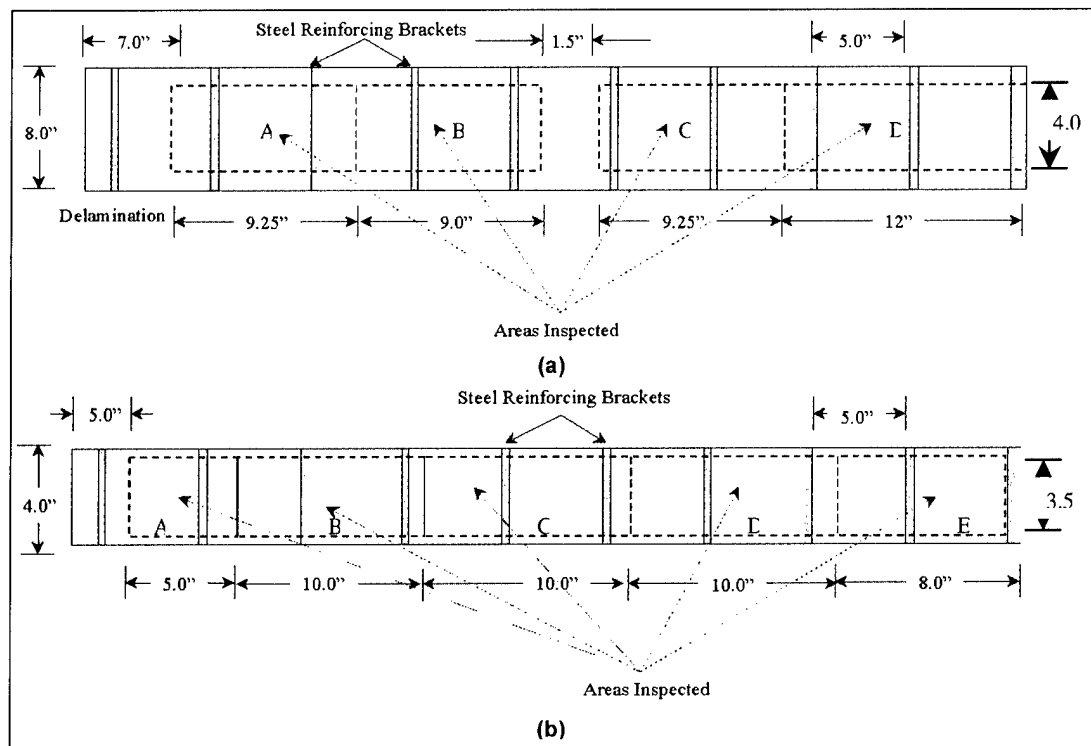 Steel Reinforcing Brackets
7.0”
1.5”
5.0”
8.0”
A
B
C
D
4.0
Delamination
9.25”
9.0”
9.25”
12”
Areas Inspected
(a)
Steel Reinforcing Brackets
5.0”
5.0”
4.0”
A
B
C
D
E
3.5
5.0”
10.0”
10.0”
10.0”
8.0”
Areas Inspected
(b)